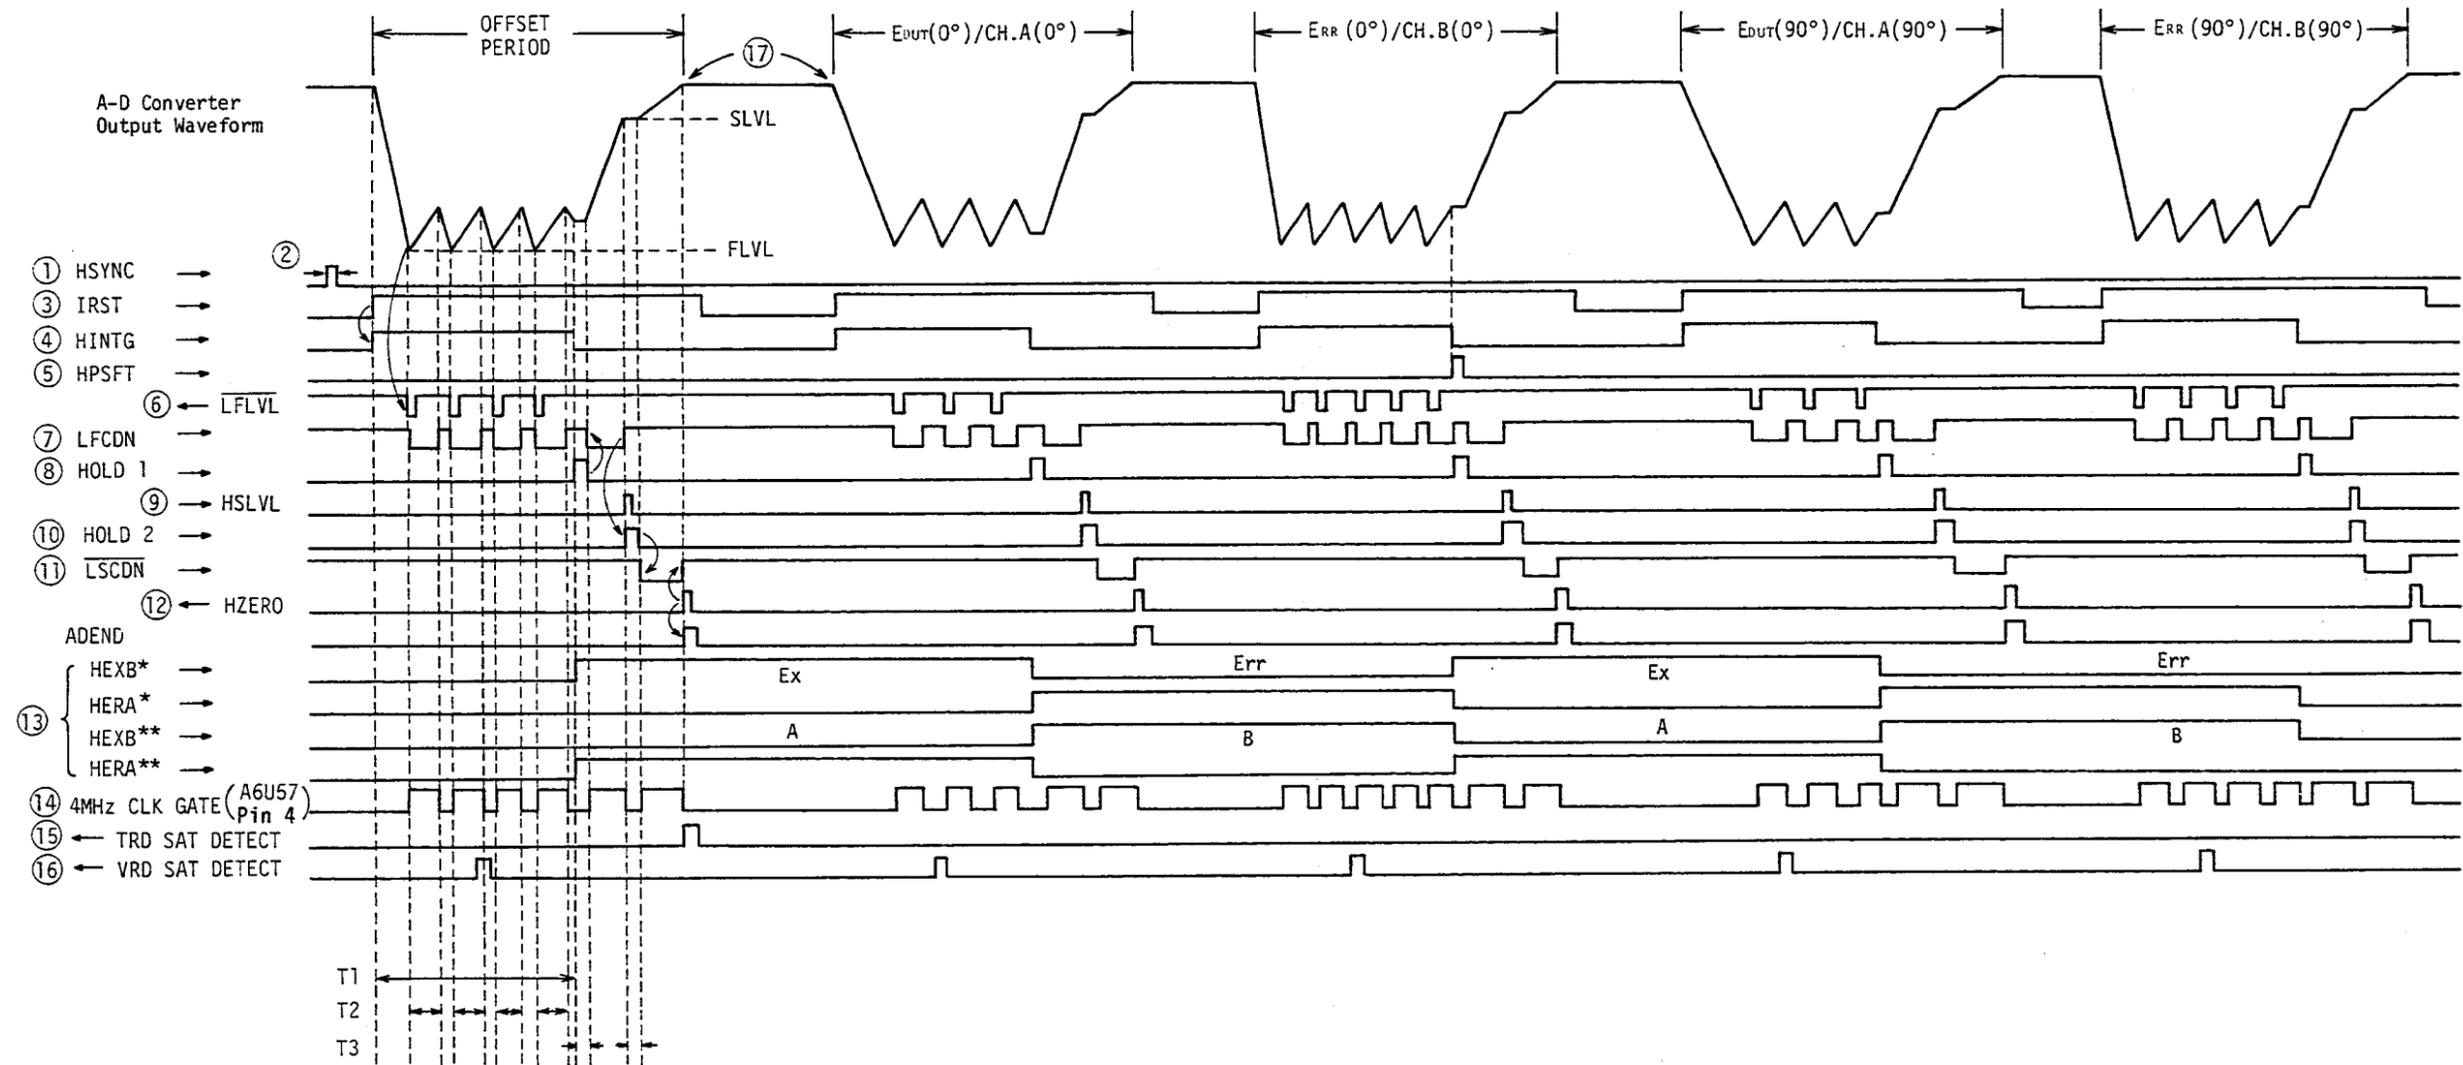 OFFSET
PERIOD
EDUT(0°)/CH.A(0°)
ERR (0°)/CH.B(0°)
EDUT(90°)/CH.A(90°)
ERR (90°)/CH.B(90°)
⑰
A-D Converter
Output Waveform
SLVL
FLVL
②
① HSYNC
③ IRST
④ HINTG
⑤ HPSFT
⑥ L̅F̅L̅V̅L̅
⑦ LFCDN
⑧ HOLD 1
⑨ HSLVL
⑩ HOLD 2
⑪ L̅S̅C̅D̅N̅
⑫ HZERO
ADEND
HEXB*
Ex
Err
Ex
Err
HERA*
⑬
HEXB**
A
B
A
B
HERA**
⑭ 4MHz CLK GATE (A6U57
Pin 4)
⑮ TRD SAT DETECT
⑯ VRD SAT DETECT
T1
T2
T3